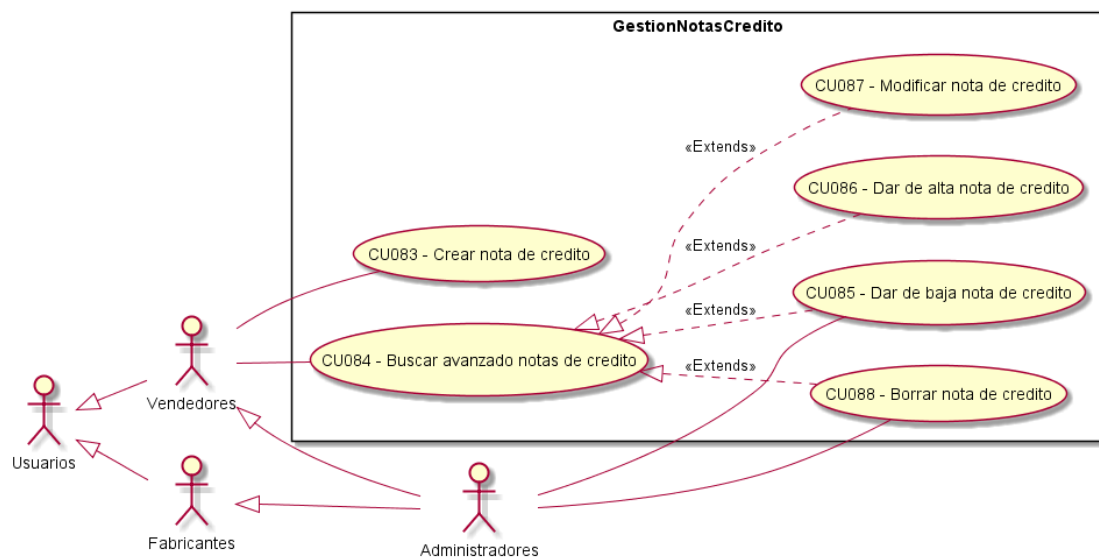 GestionNotasCredito
CU087 - Modificar nota de credito
«Extends»
CU086 - Dar de alta nota de credito
«Extends»
CU083 - Crear nota de credito
CU085 - Dar de baja nota de credito
«Extends»
CU084 - Buscar avanzado notas de credito
«Extends»
CU088 - Borrar nota de credito
Vendedores
Usuarios
Fabricantes
Administradores